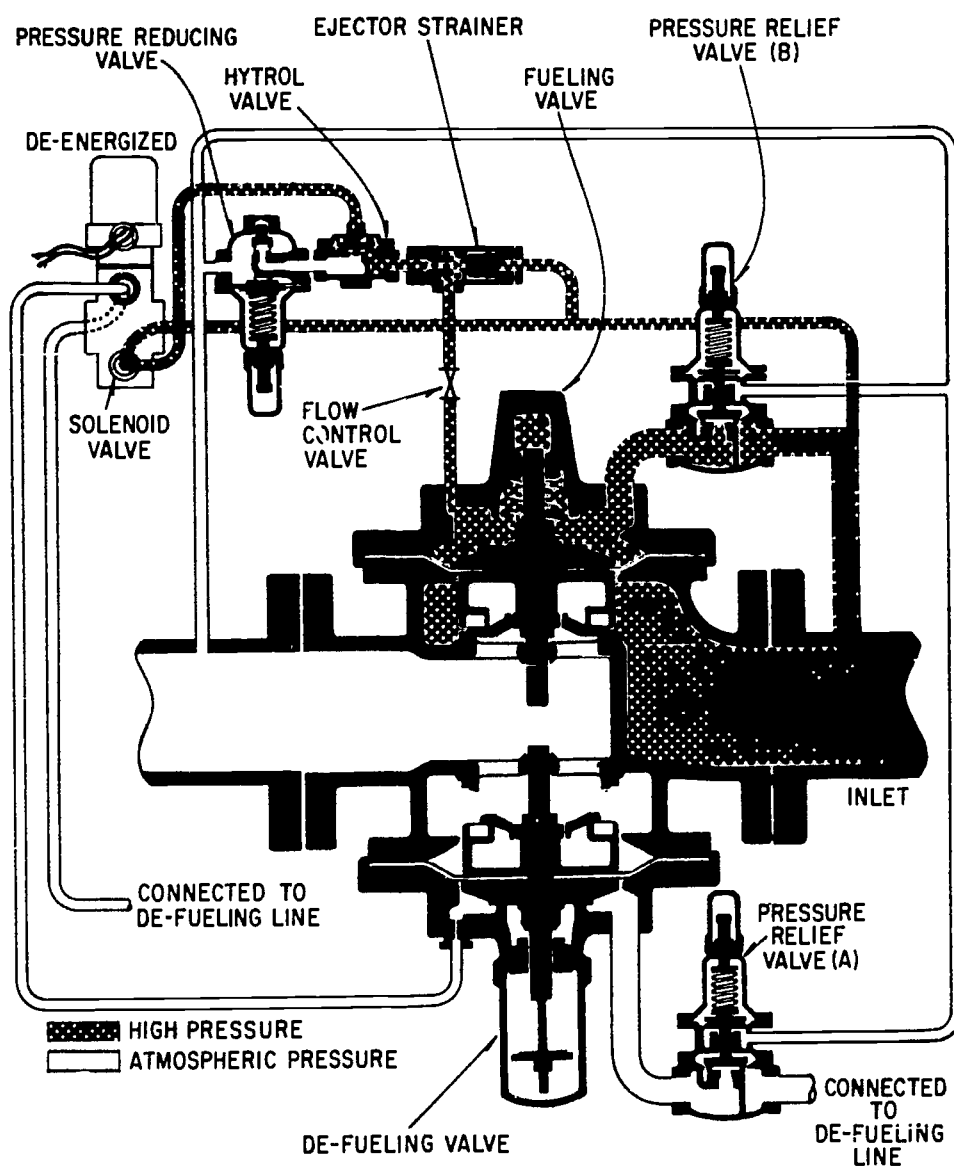 PRESSURE REDUCING
VALVE
EJECTOR STRAINER
PRESSURE RELIEF
VALVE (B)
HYTROL
VALVE
FUELING
VALVE
DE-ENERGIZED
SOLENOID
VALVE
FLOW
CONTROL
VALVE
INLET
CONNECTED TO
DE-FUELING LINE
PRESSURE
RELIEF
VALVE (A)
HIGH PRESSURE
ATMOSPHERIC PRESSURE
DE-FUELING VALVE
CONNECTED
TO
DE-FUELING
LINE